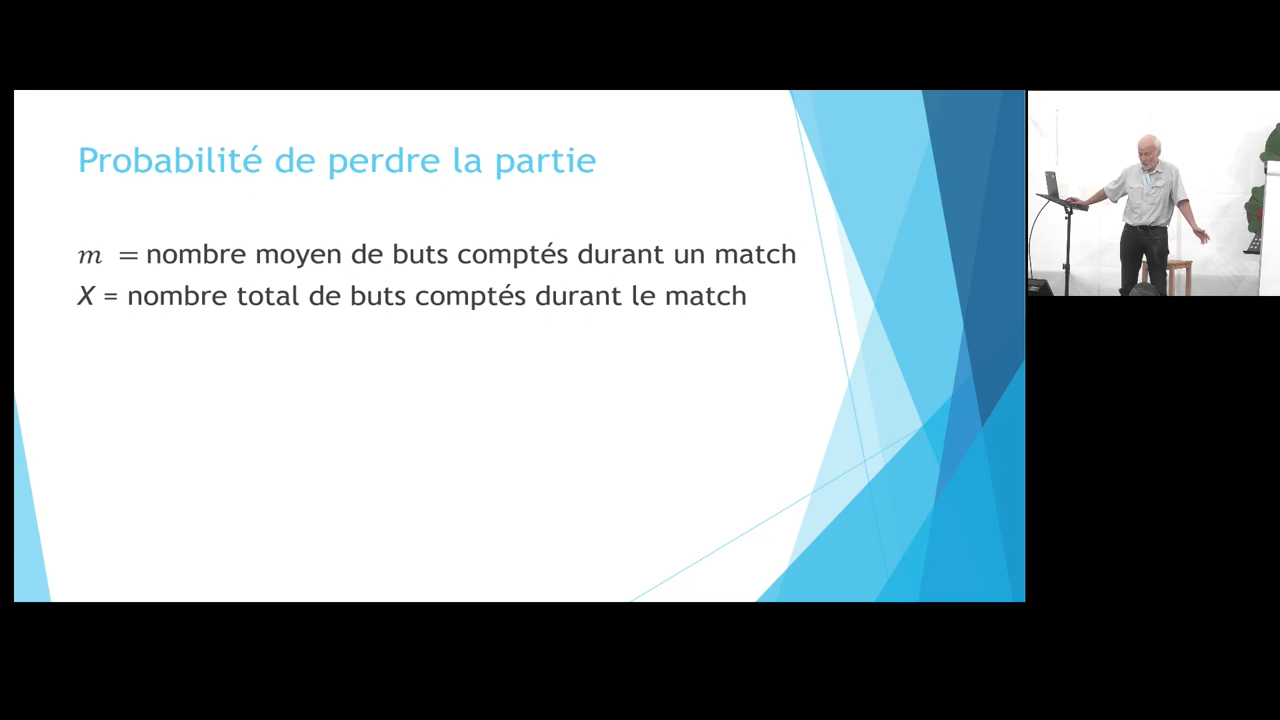 Probabilité de perdre la partie
m = nombre moyen de buts comptés durant un match
X = nombre total de buts comptés durant le match